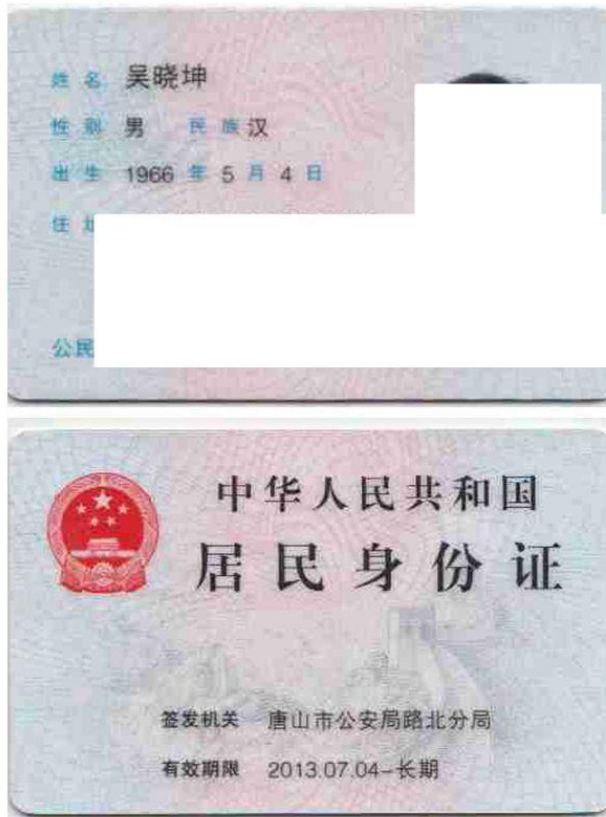 姓名 吴晓坤
性别 男 民族 汉
出生 1966 年 5 月 4 日
住址
公民
中华人民共和国
居民身份证
签发机关 唐山市公安局路北分局
有效期限 2013.07.04-长期